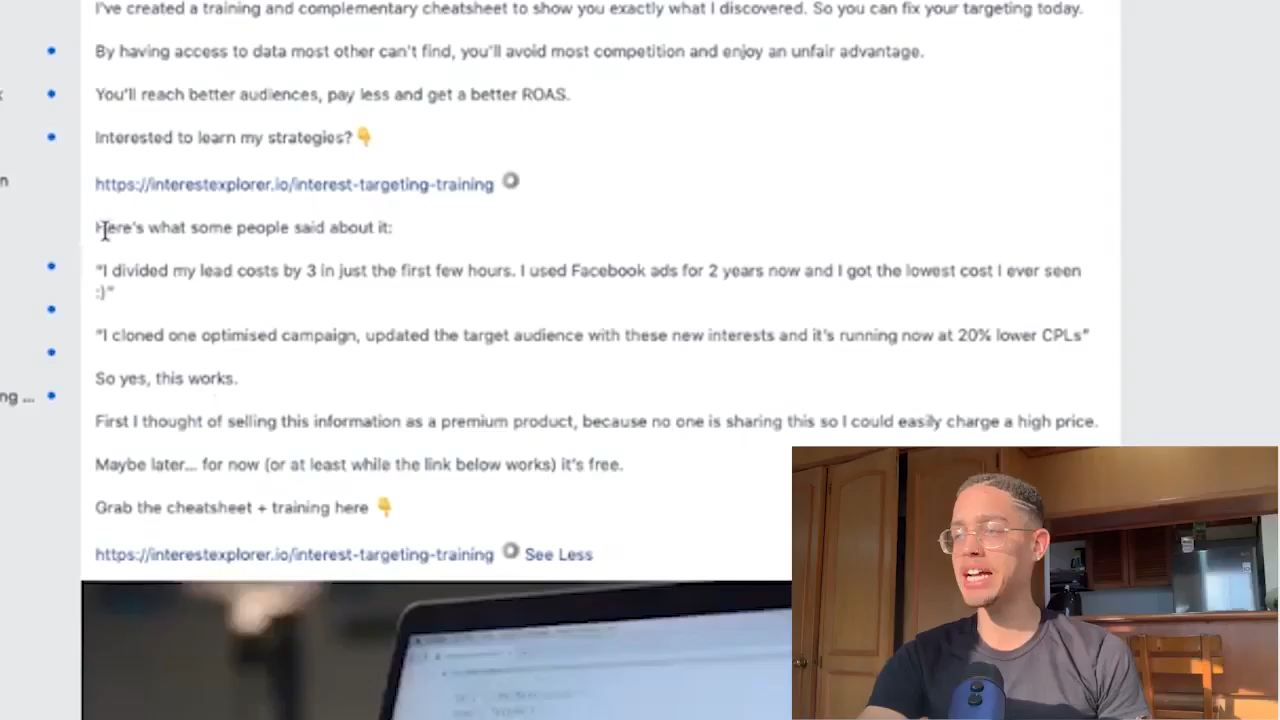 I've created a training and complementary cheatsheet to show you exactly what I discovered. So you can fix your targeting today.
By having access to data most other can't find, you'll avoid most competition and enjoy an unfair advantage.
You'll reach better audiences, pay less and get a better ROAS.
Interested to learn my strategies? 👇
https://interestexplorer.io/interest-targeting-training
Here's what some people said about it:
"I divided my lead costs by 3 in just the first few hours. I used Facebook ads for 2 years now and I got the lowest cost I ever seen
:)"
"I cloned one optimised campaign, updated the target audience with these new interests and it's running now at 20% lower CPLs"
So yes, this works.
ng ...
First I thought of selling this information as a premium product, because no one is sharing this so I could easily charge a high price.
Maybe later... for now (or at least while the link below works) it's free.
Grab the cheatsheet + training here 👇
https://interestexplorer.io/interest-targeting-training See Less